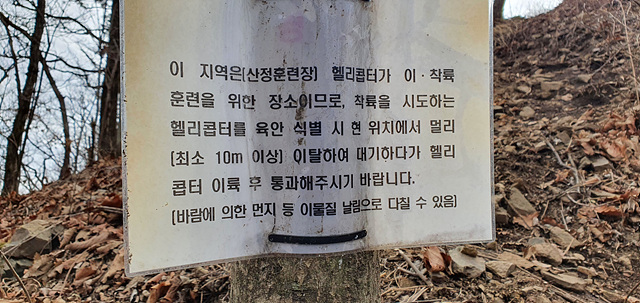 이 지역은(산정훈련장) 헬리콥터가 이·착륙
훈련을 위한 장소이므로, 착륙을 시도하는
헬리콥터를 육안 식별 시 현 위치에서 멀리
(최소 10m 이상) 이탈하여 대기하다가 헬리
콥터 이륙 후 통과해주시기 바랍니다.
(바람에 의한 먼지 등 이물질 날림으로 다칠 수 있음)